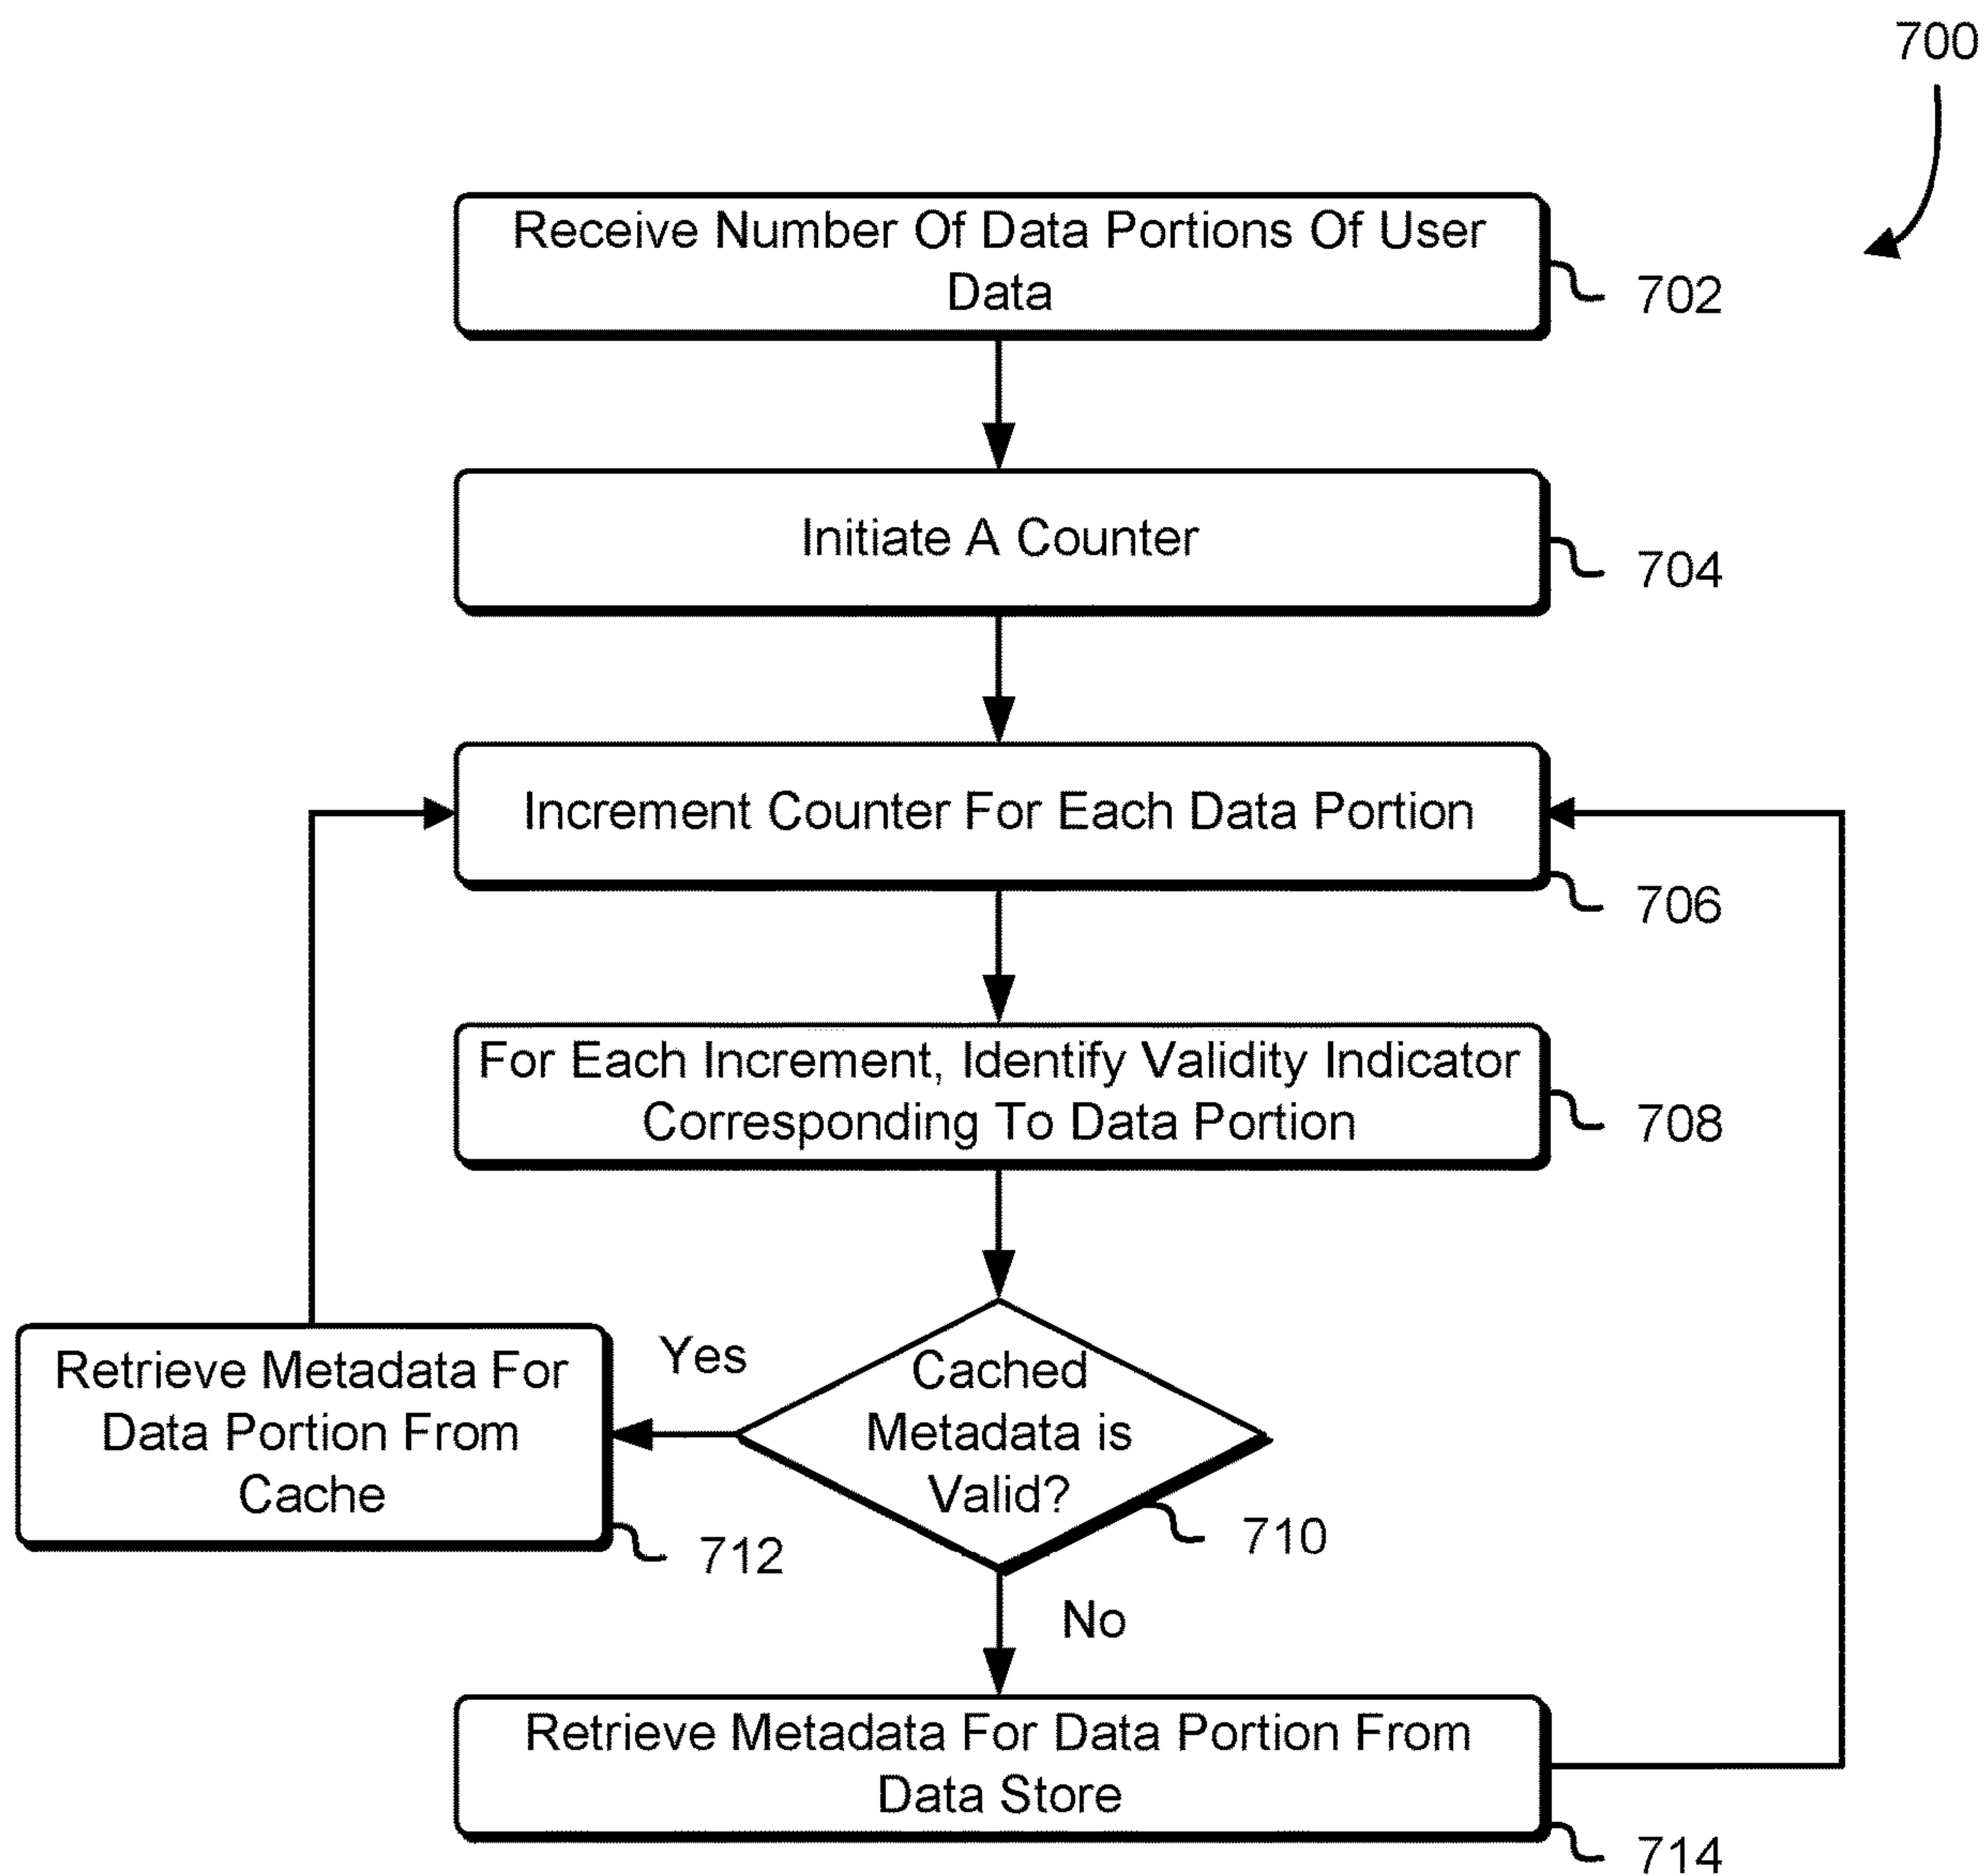 700
Receive Number Of Data Portions Of User
Data
702
Initiate A Counter
704
Increment Counter For Each Data Portion
706
For Each Increment, Identify Validity Indicator
Corresponding To Data Portion
708
Cached
Metadata is
Valid?
710
Yes
Retrieve Metadata For
Data Portion From
Cache
712
No
Retrieve Metadata For Data Portion From
Data Store
714